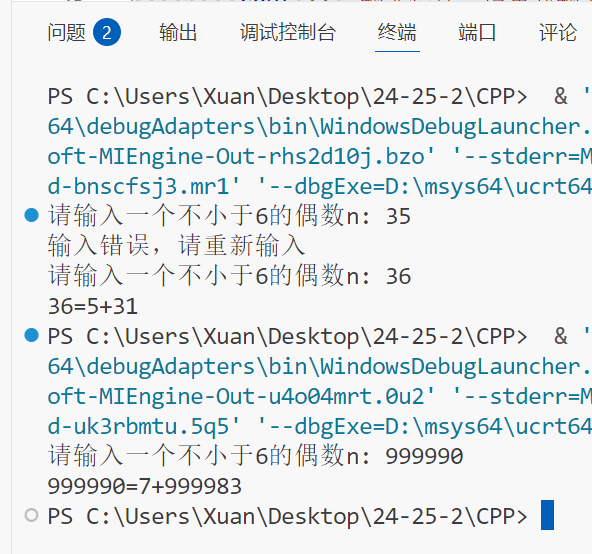 问题 2 输出 调试控制台 终端 端口 评论
PS C:\Users\Xuan\Desktop\24-25-2\CPP>  & '
64\debugAdapters\bin\WindowsDebugLauncher.
oft-MIEngine-Out-rhs2d10j.bzo' '--stderr=M
d-bnscfsj3.mr1' '--dbgExe=D:\msys64\ucrt64
请输入一个不小于6的偶数n: 35
输入错误，请重新输入
请输入一个不小于6的偶数n: 36
36=5+31
PS C:\Users\Xuan\Desktop\24-25-2\CPP>  & '
64\debugAdapters\bin\WindowsDebugLauncher.
oft-MIEngine-Out-u4o04mrt.0u2' '--stderr=M
d-uk3rbmtu.5q5' '--dbgExe=D:\msys64\ucrt64
请输入一个不小于6的偶数n: 999990
999990=7+999983
PS C:\Users\Xuan\Desktop\24-25-2\CPP>